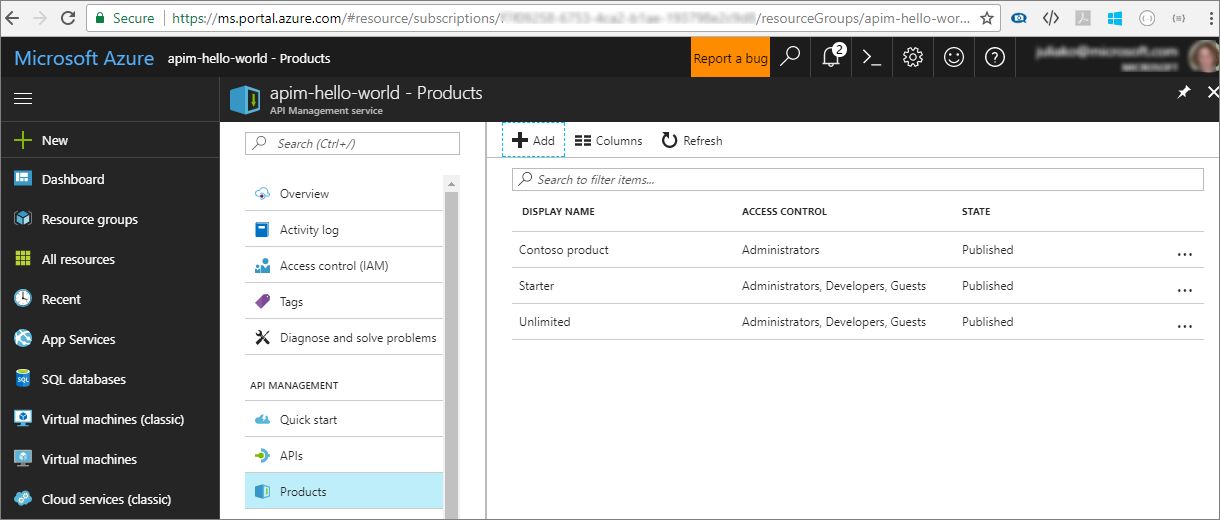 Secure https://ms.portal.azure.com/#resource/subscriptions/ /resourceGroups/apim-hello-wor...
Microsoft Azure apim-hello-world - Products Report a bug 2
apim-hello-world - Products
API Management service
New
Dashboard
Resource groups
All resources
Recent
App Services
SQL databases
SQL
Virtual machines (classic)
Virtual machines
Cloud services (classic)
Search (Ctrl+/)
Overview
Activity log
Access control (IAM)
Tags
Diagnose and solve problems
API MANAGEMENT
Quick start
APIs
Products
Add Columns Refresh
Search to filter items...
DISPLAY NAME ACCESS CONTROL STATE
Contoso product Administrators Published ...
Starter Administrators, Developers, Guests Published ...
Unlimited Administrators, Developers, Guests Published ...